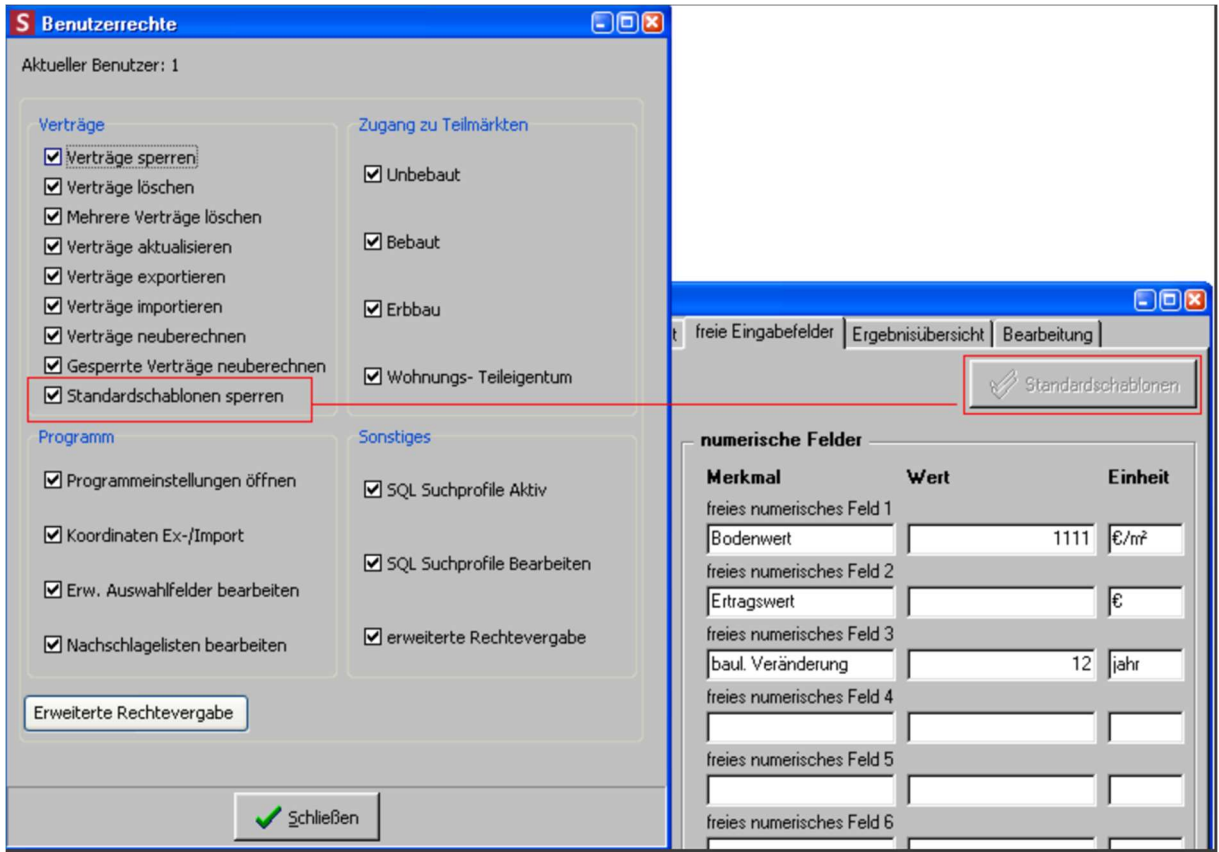 S Benutzerrechte
Aktueller Benutzer: 1
Verträge
Verträge sperren
Verträge löschen
Mehrere Verträge löschen
Verträge aktualisieren
Verträge exportieren
Verträge importieren
Verträge neuberechnen
Gesperrte Verträge neuberechnen
Standardschablonen sperren
Zugang zu Teilmärkten
Unbebaut
Bebaut
Erbbau
Wohnungs- Teileigentum
Programm
Programmeinstellungen öffnen
Koordinaten Ex-/Import
Erw. Auswahlfelder bearbeiten
Nachschlagelisten bearbeiten
Sonstiges
SQL Suchprofile Aktiv
SQL Suchprofile Bearbeiten
erweiterte Rechtevergabe
Erweiterte Rechtevergabe
Schließen
t freie Eingabefelder Ergebnisübersicht Bearbeitung
Standardschablonen
numerische Felder
Merkmal Wert Einheit
freies numerisches Feld 1
Bodenwert 1111 €/m²
freies numerisches Feld 2
Ertragswert €
freies numerisches Feld 3
baul. Veränderung 12 jahr
freies numerisches Feld 4
freies numerisches Feld 5
freies numerisches Feld 6